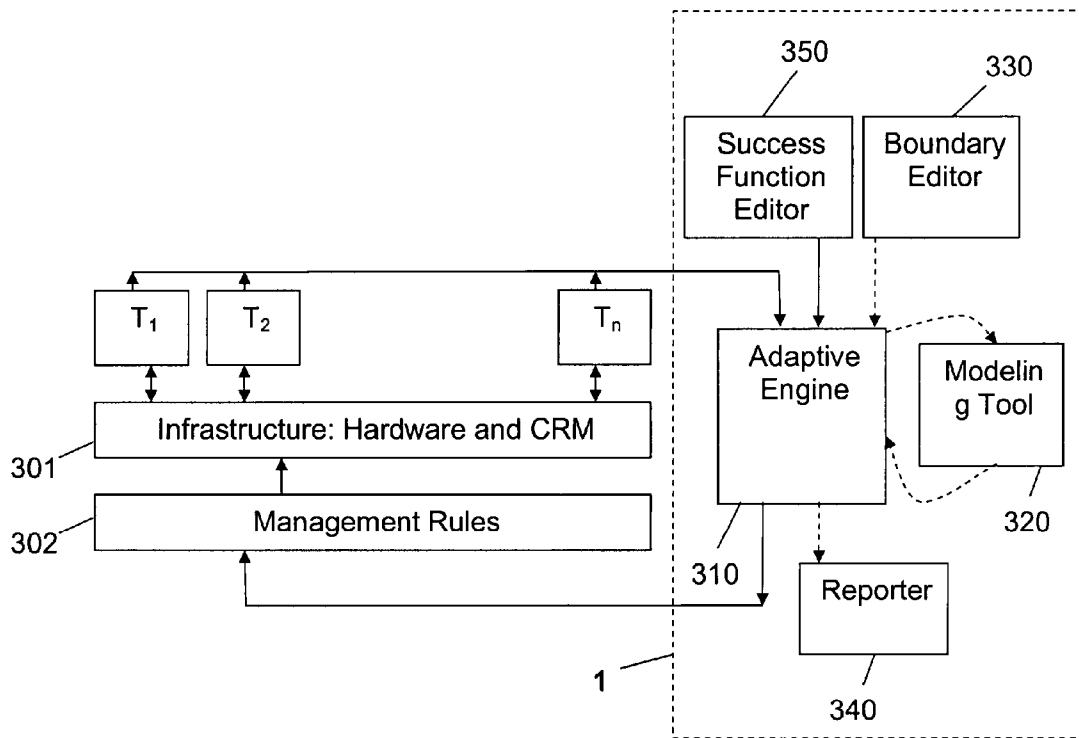 350
330
Success
Function
Editor
Boundary
Editor
T1
T2
Tn
Adaptive
Engine
Modelin
g Tool
Infrastructure: Hardware and CRM
301
Management Rules
302
320
310
Reporter
1
340